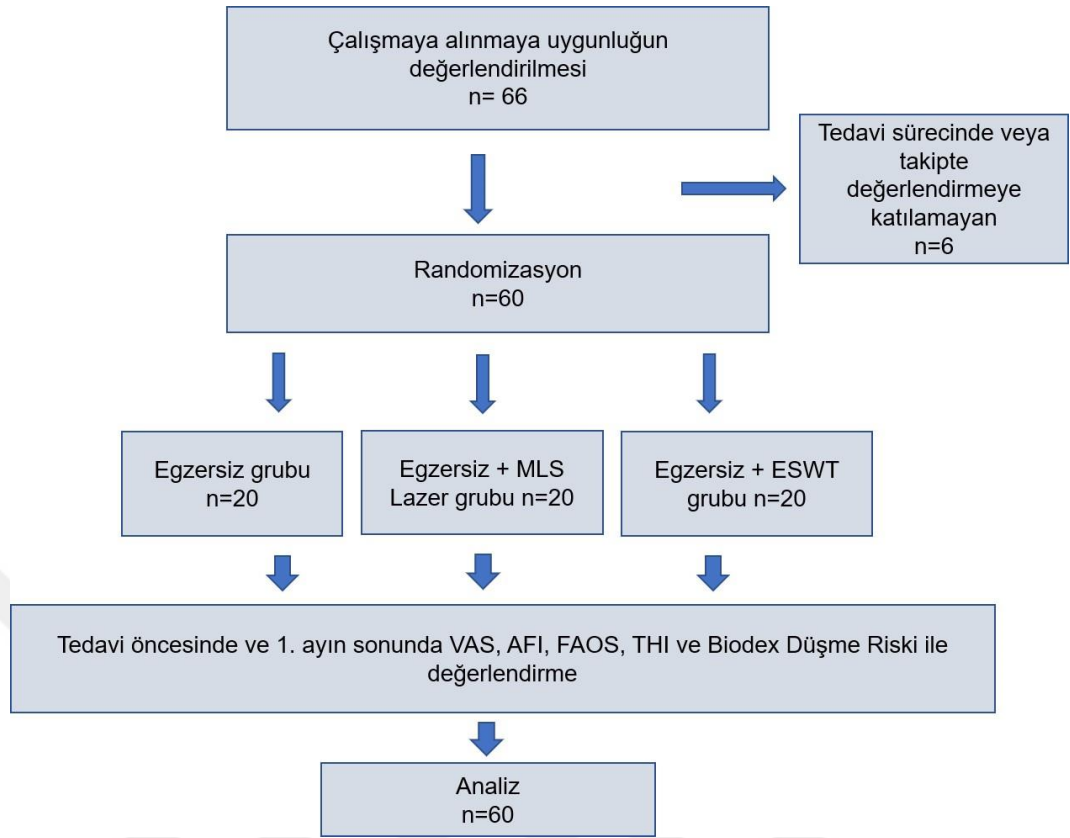 Çalışmaya alınmaya uygunluğun
değerlendirilmesi
n= 66
Tedavi sürecinde veya
takipte
değerlendirmeye
katılamayan
n=6
Randomizasyon
n=60
Egzersiz grubu
n=20
Egzersiz + MLS
Lazer grubu n=20
Egzersiz + ESWT
grubu n=20
Tedavi öncesinde ve 1. ayın sonunda VAS, AFI, FAOS, THI ve Biodex Düşme Riski ile
değerlendirme
Analiz
n=60